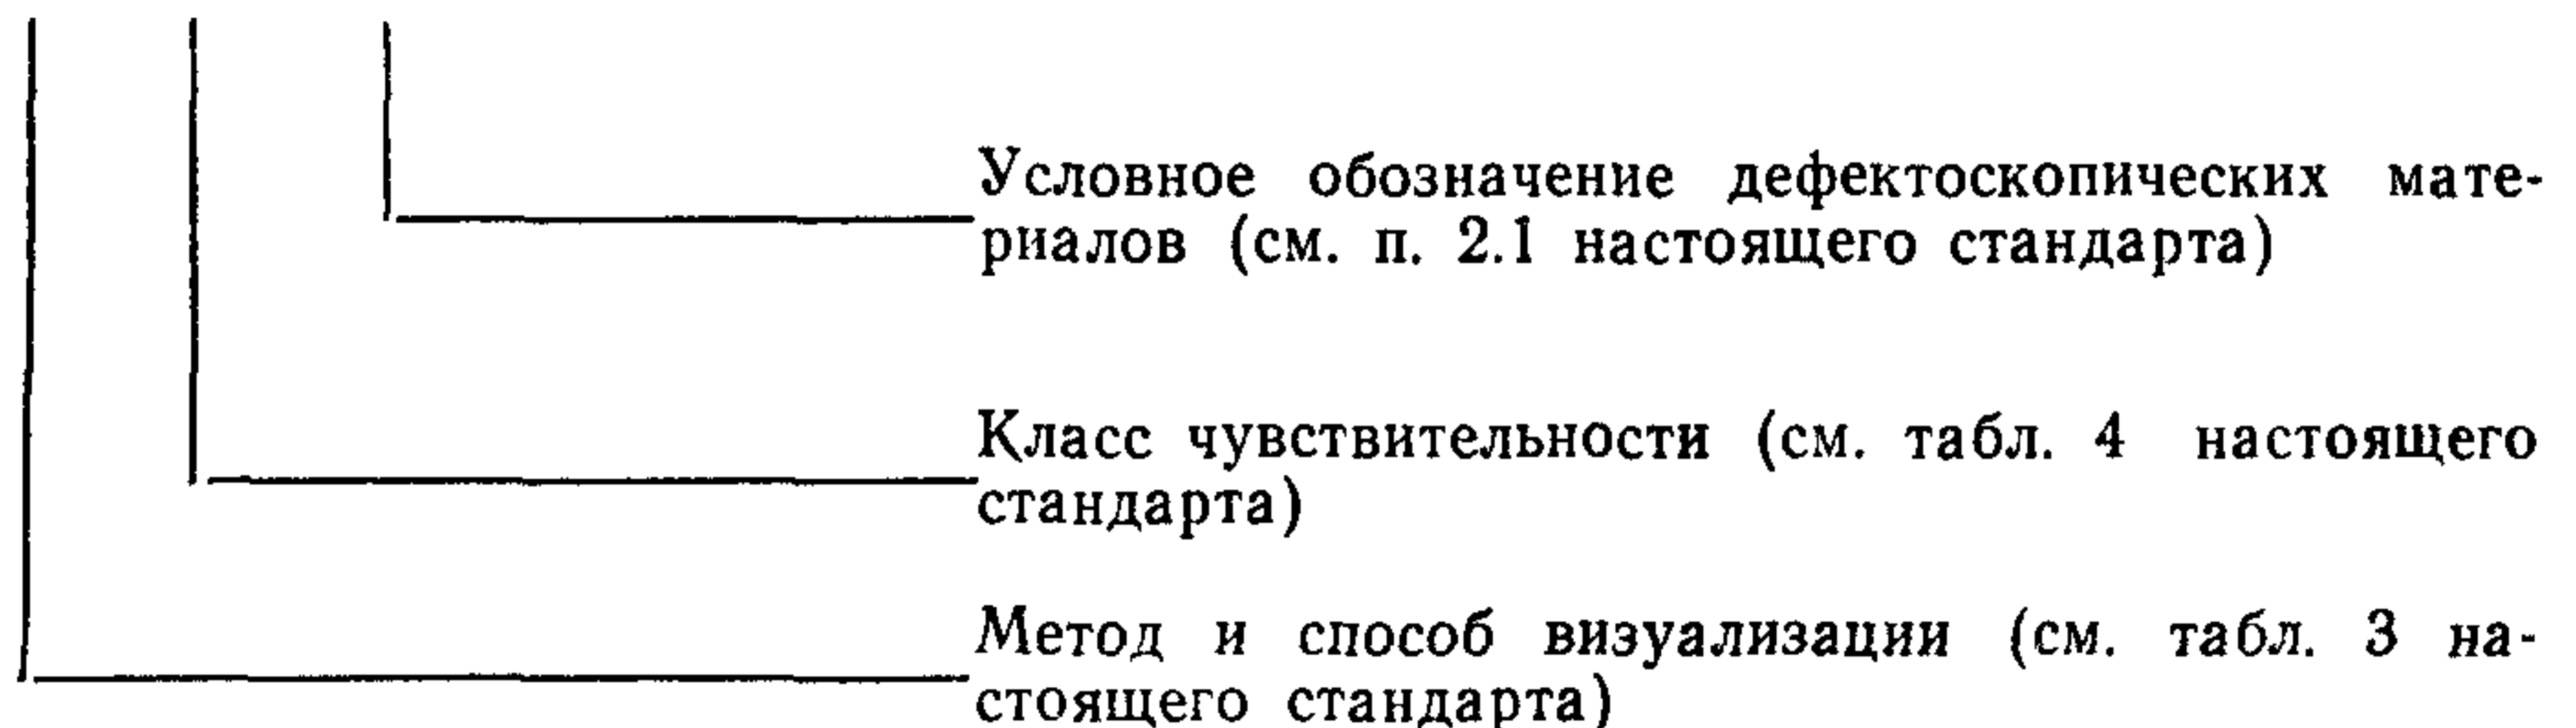 Условное обозначение дефектоскопических мате-
риалов (см. п. 2.1 настоящего стандарта)
Класс чувствительности (см. табл. 4 настоящего
стандарта)
Метод и способ визуализации (см. табл. 3 на-
стоящего стандарта)